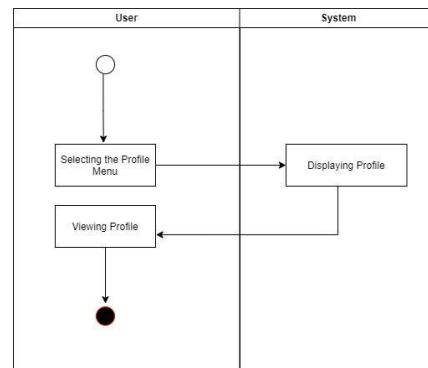 User
System
Selecting the Profile
Menu
Displaying Profile
Viewing Profile